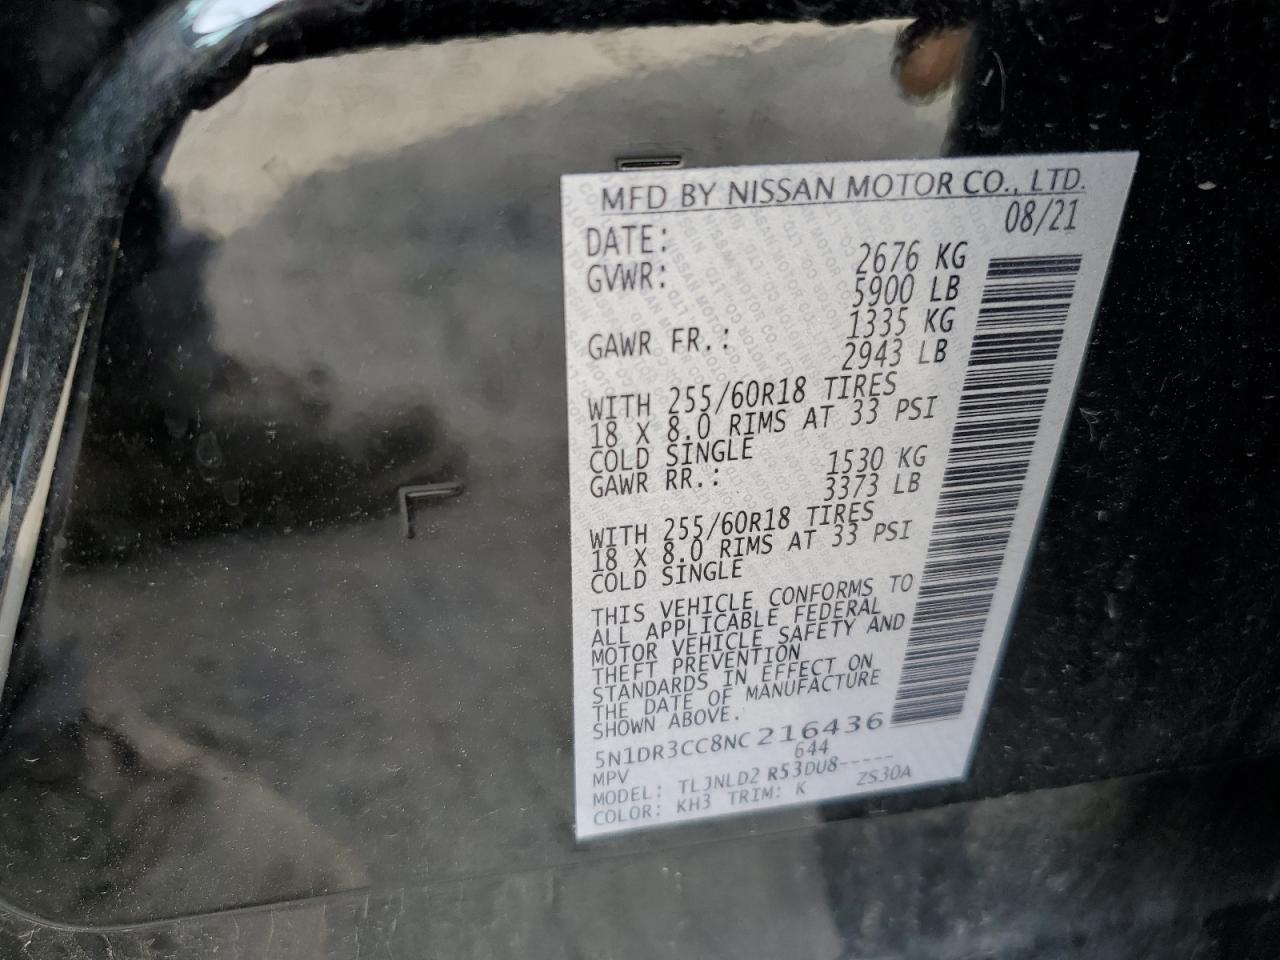 MFD BY NISSAN MOTOR CO., LTD.
DATE: 08/21
GVWR: 2676 KG
5900 LB
GAWR FR.: 1335 KG
2943 LB
WITH 255/60R18 TIRES
18 X 8.0 RIMS AT 33 PSI
COLD SINGLE
GAWR RR.: 1530 KG
3373 LB
WITH 255/60R18 TIRES
18 X 8.0 RIMS AT 33 PSI
COLD SINGLE
THIS VEHICLE CONFORMS TO
ALL APPLICABLE FEDERAL
MOTOR VEHICLE SAFETY AND
THEFT PREVENTION
STANDARDS IN EFFECT ON
THE DATE OF MANUFACTURE
SHOWN ABOVE.
5N1DR3CC8NC216436
MPV 644
MODEL: TLJNLD2 R53DU8-----
COLOR: KH3 TRIM: K ZS30A